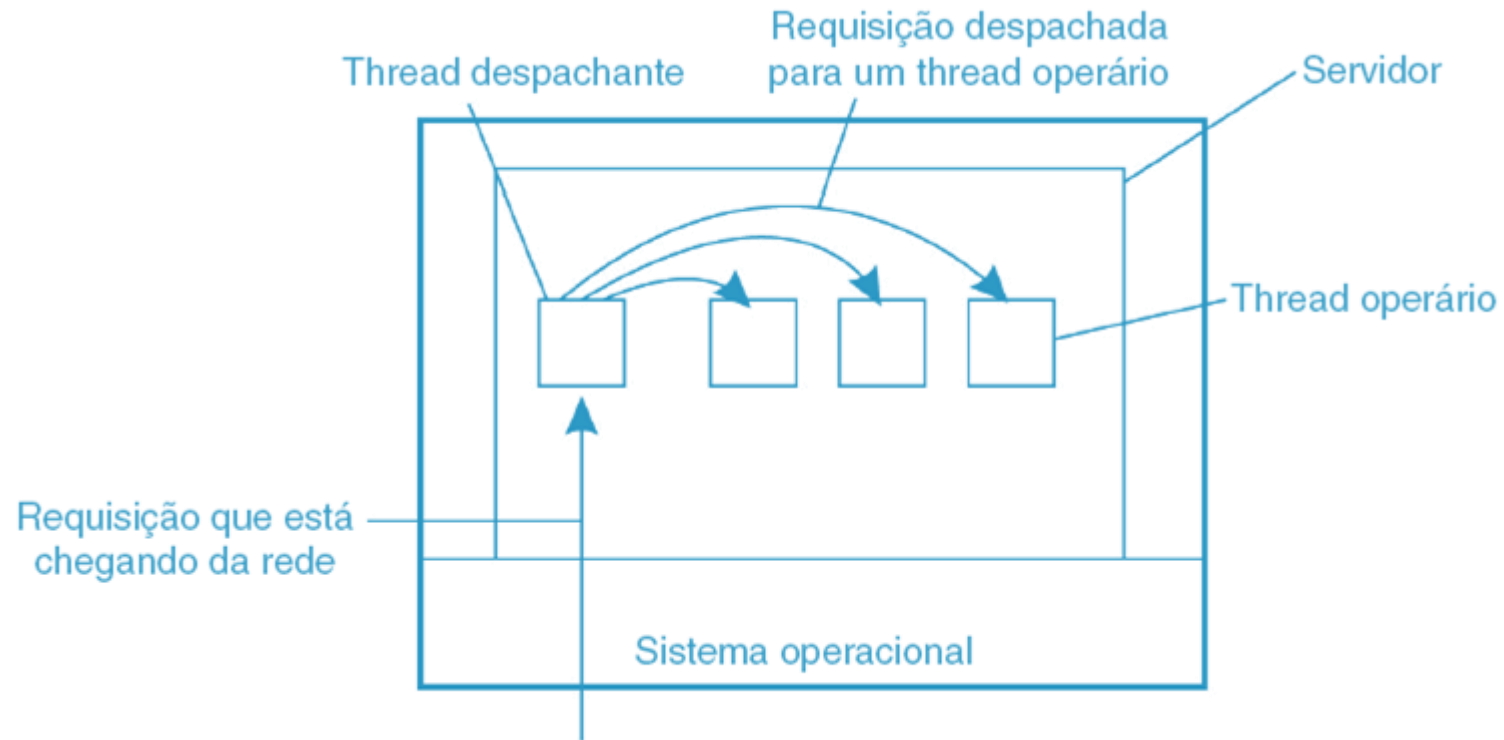 Requisição despachada
para um thread operário
Thread despachante
Servidor
Thread operário
Requisição que está
chegando da rede
Sistema operacional